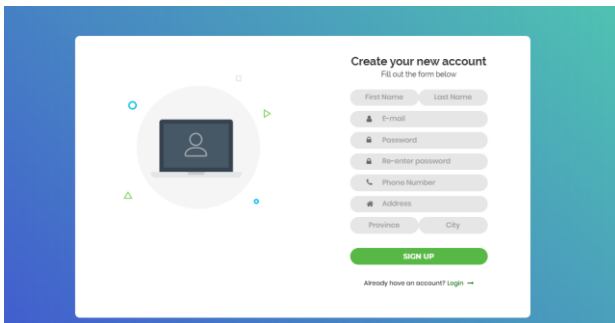 Create your new account
Fill out the form below
First Name Last Name
E-mail
Password
Re-enter password
Phone Number
Address
Province City
SIGN UP
Already have an account? Login →